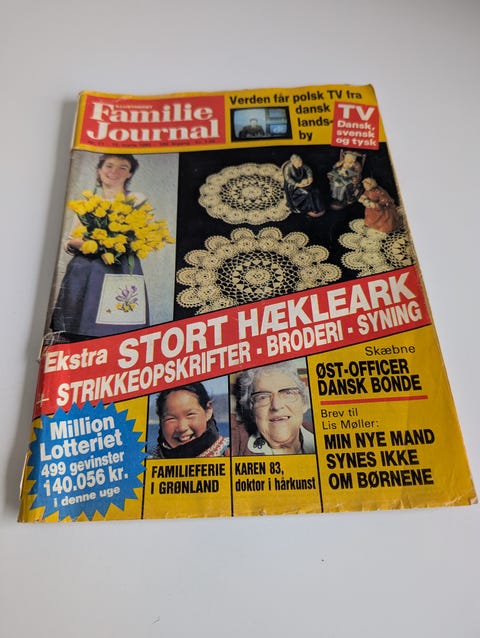 ILLUSTRERET
Familie
Journal
Verden får polsk TV fra
dansk
lands-
by
TV
Dansk,
svensk
og tysk
Ekstra STORT HÆKLEARK
+ STRIKKEOPSKRIFTER - BRODERI - SYNING
Million
Lotteriet
499 gevinster
140.056 kr.
i denne uge
FAMILIEFERIE
I GRØNLAND
KAREN 83,
doktor i hårkunst
Skæbne
ØST-OFFICER
DANSK BONDE
Brev til
Lis Møller:
MIN NYE MAND
SYNES IKKE
OM BØRNENE